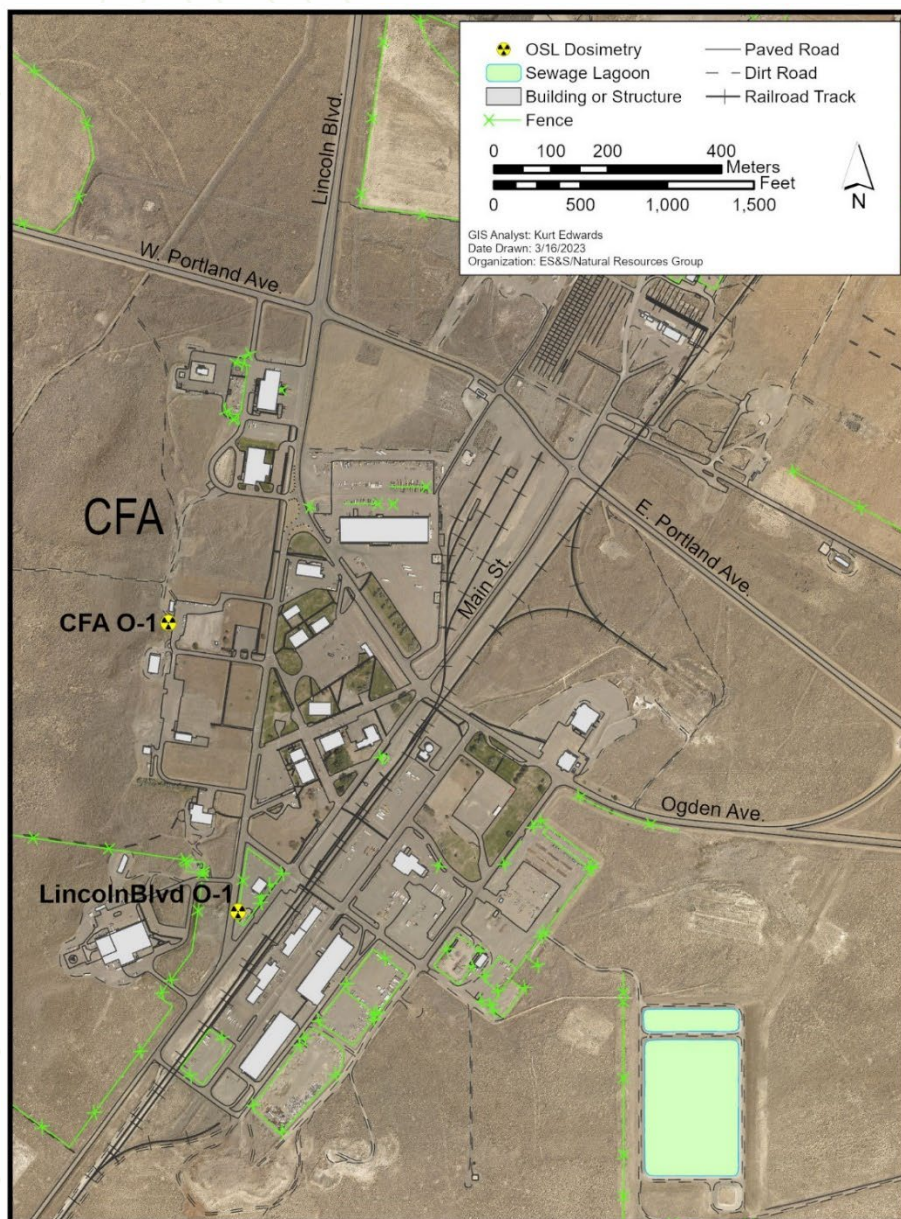 OSL Dosimetry
Sewage Lagoon
Building or Structure
Fence
Paved Road
Dirt Road
Railroad Track
0 100 200 400
Meters
Feet
0 500 1,000 1,500
N
GIS Analyst: Kurt Edwards
Date Drawn: 3/16/2023
Organization: ES&S/Natural Resources Group
Lincoln Blvd.
W. Portland Ave.
CFA
E. Portland Ave.
Main St.
CFA O-1
Ogden Ave.
LincolnBlvd O-1